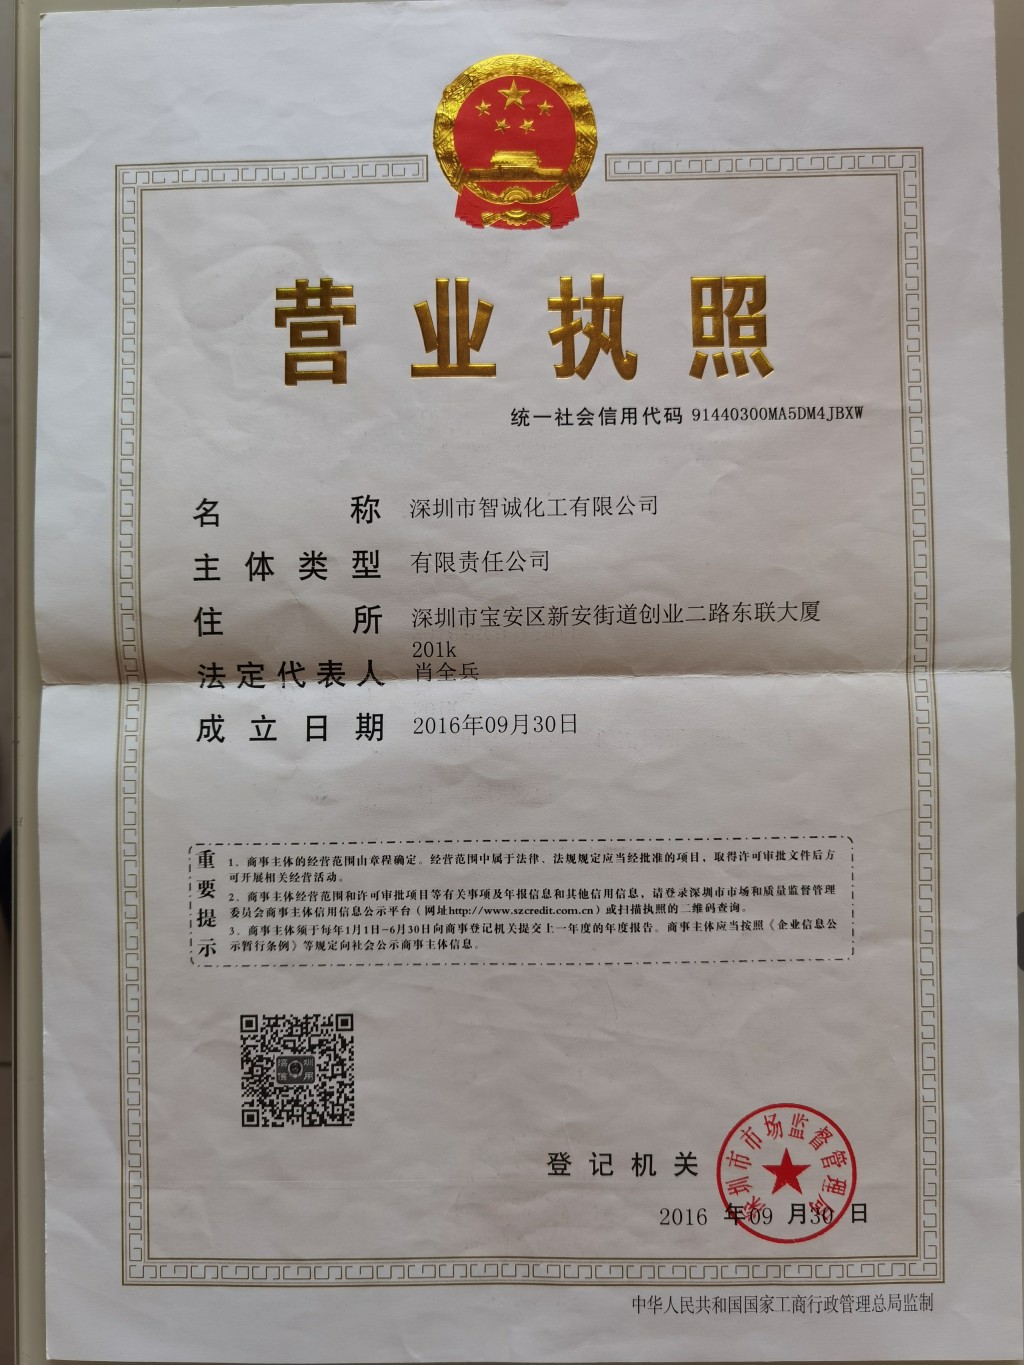 营业执照
统一社会信用代码 91440300MA5DM4JBXW
名称 深圳市智诚化工有限公司
主体类型 有限责任公司
住所 深圳市宝安区新安街道创业二路东联大厦
201k
法定代表人 肖全兵
成立日期 2016年09月30日
重要提示
1．商事主体的经营范围由章程确定。经营范围中属于法律、法规规定应当经批准的项目，取得许可审批文件后方
可开展相关经营活动。
2．商事主体经营范围和许可审批项目等有关事项及年报信息和其他信用信息，请登录深圳市市场和质量监督管理
委员会商事主体信用信息公示平台（网址http://www.szcredit.com.cn）或扫描执照的二维码查询。
3．商事主体须于每年1月1日-6月30日向商事登记机关提交上一年度的年度报告。商事主体应当按照《企业信息公
示暂行条例》等规定向社会公示商事主体信息。
深圳信用
登记机关
深圳市市场监督管理局
2016 年09 月30 日
中华人民共和国国家工商行政管理总局监制